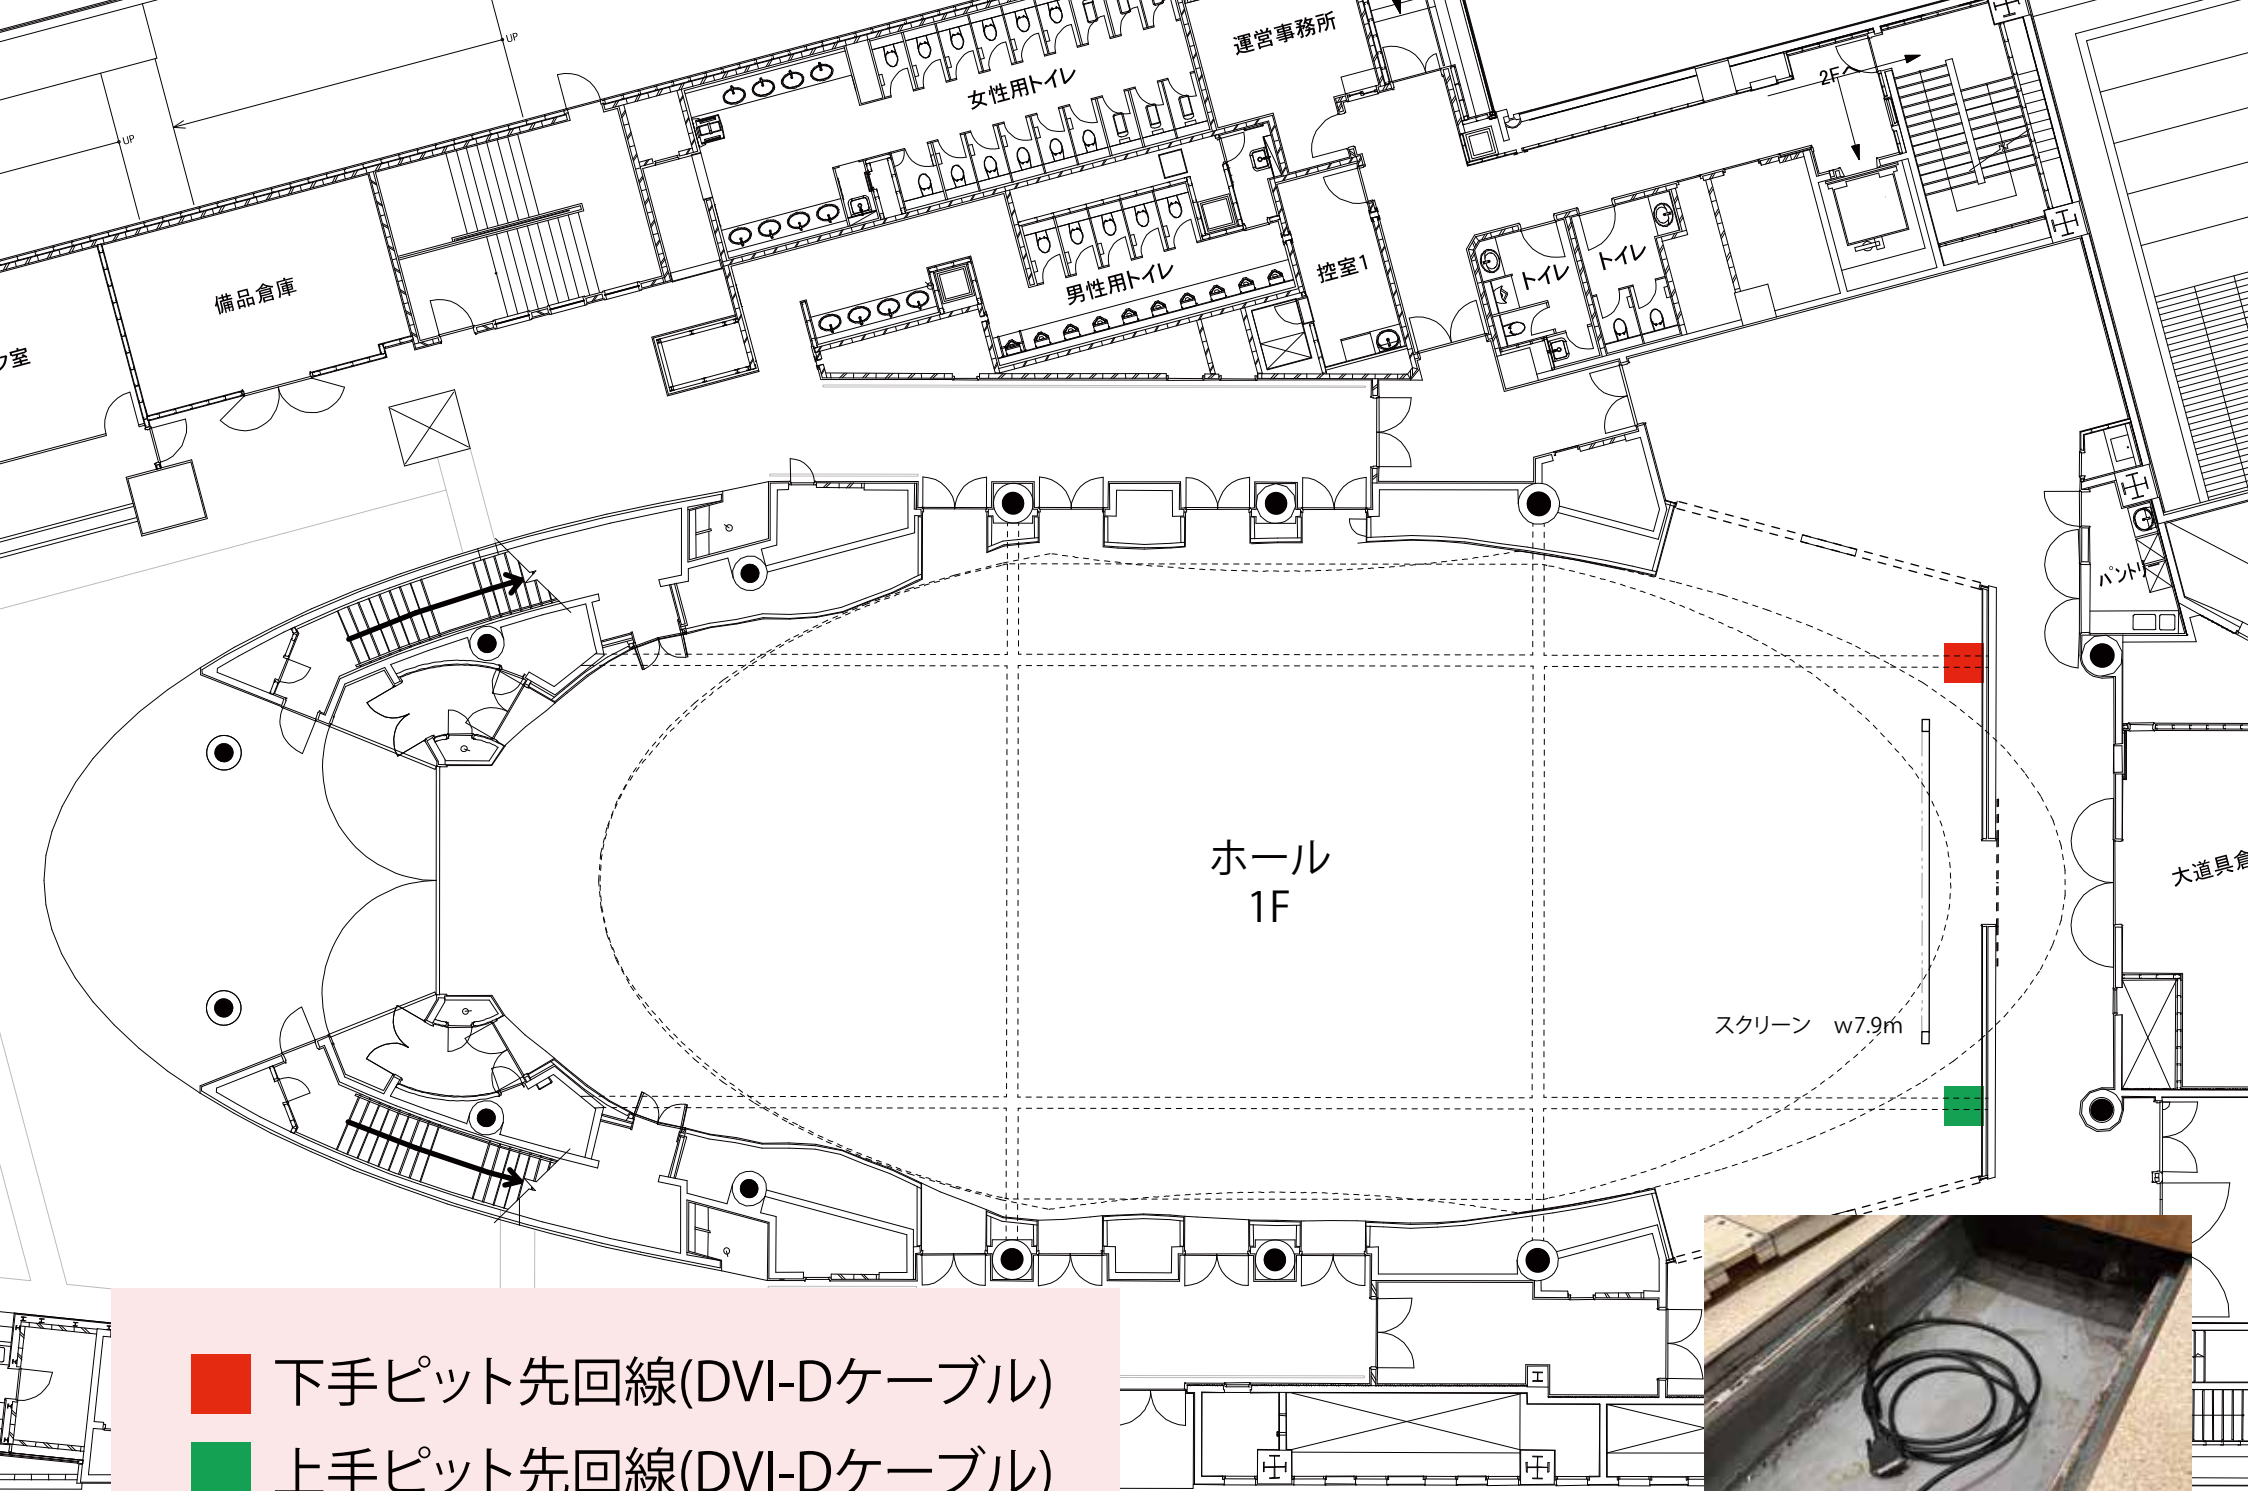 UP
UP
女性用トイレ
運営事務所
2F
備品倉庫
男性用トイレ
控室1
トイレ
トイレ
パントリ
ホール
1F
大道具倉
スクリーン w7.9m
下手ピット先回線(DVI-Dケーブル)
上手ピット先回線(DVI-Dケーブル)